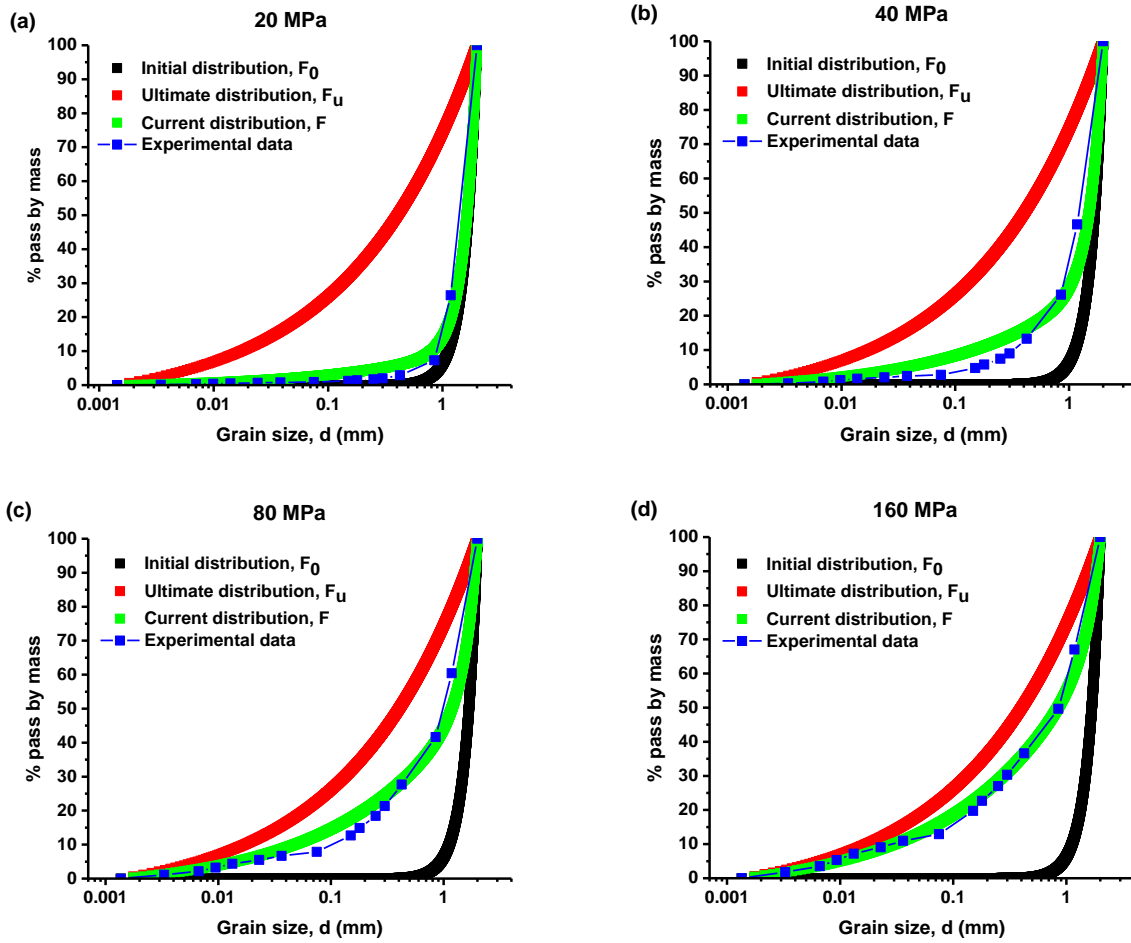 (a)
20 MPa
100
90
80
70
60
50
40
30
20
10
0
% pass by mass
Initial distribution, F0
Ultimate distribution, Fu
Current distribution, F
Experimental data
0.001
0.01
0.1
1
Grain size, d (mm)
(b)
40 MPa
100
90
80
70
60
50
40
30
20
10
0
% pass by mass
Initial distribution, F0
Ultimate distribution, Fu
Current distribution, F
Experimental data
0.001
0.01
0.1
1
Grain size, d (mm)
(c)
80 MPa
100
90
80
70
60
50
40
30
20
10
0
% pass by mass
Initial distribution, F0
Ultimate distribution, Fu
Current distribution, F
Experimental data
0.001
0.01
0.1
1
Grain size, d (mm)
(d)
160 MPa
100
90
80
70
60
50
40
30
20
10
0
% pass by mass
Initial distribution, F0
Ultimate distribution, Fu
Current distribution, F
Experimental data
0.001
0.01
0.1
1
Grain size, d (mm)